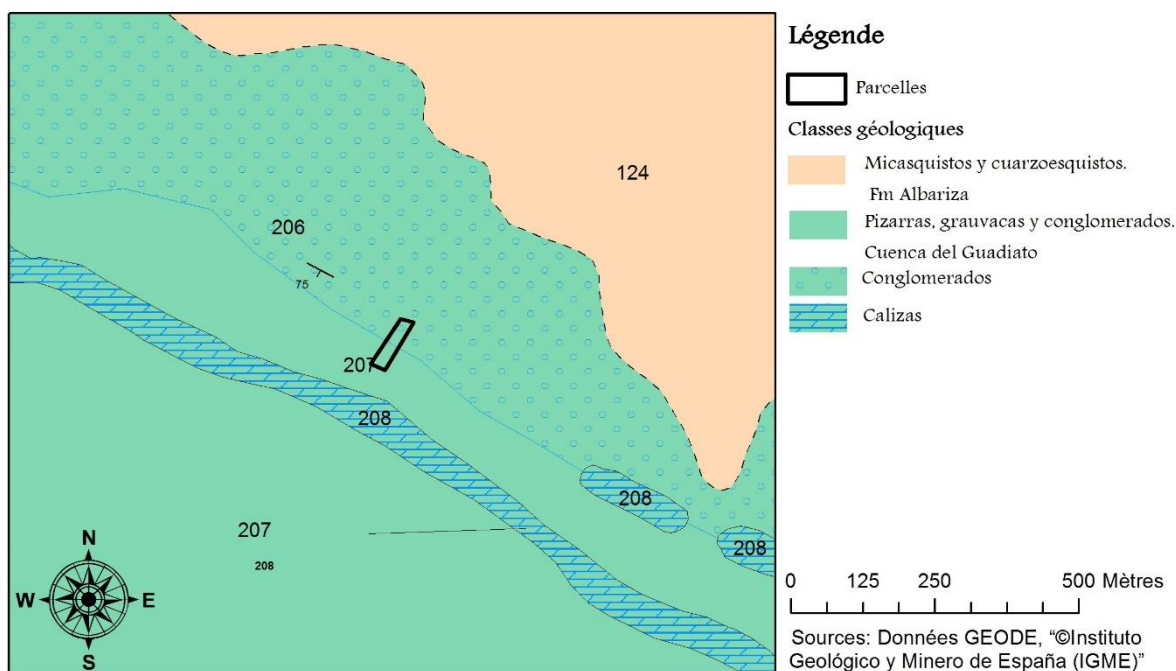 124
206
75
207
208
208
208
207
208
N
W E
S
Légende
Parcelles
Classes géologiques
Micasquistos y cuarzoesquistos.
Fm Albariza
Pizarras, grauvacas y conglomerados.
Cuenca del Guadiato
Conglomerados
Calizas
0 125 250 500 Mètres
Sources: Données GEODE, "©Instituto
Geológico y Minero de España (IGME)"